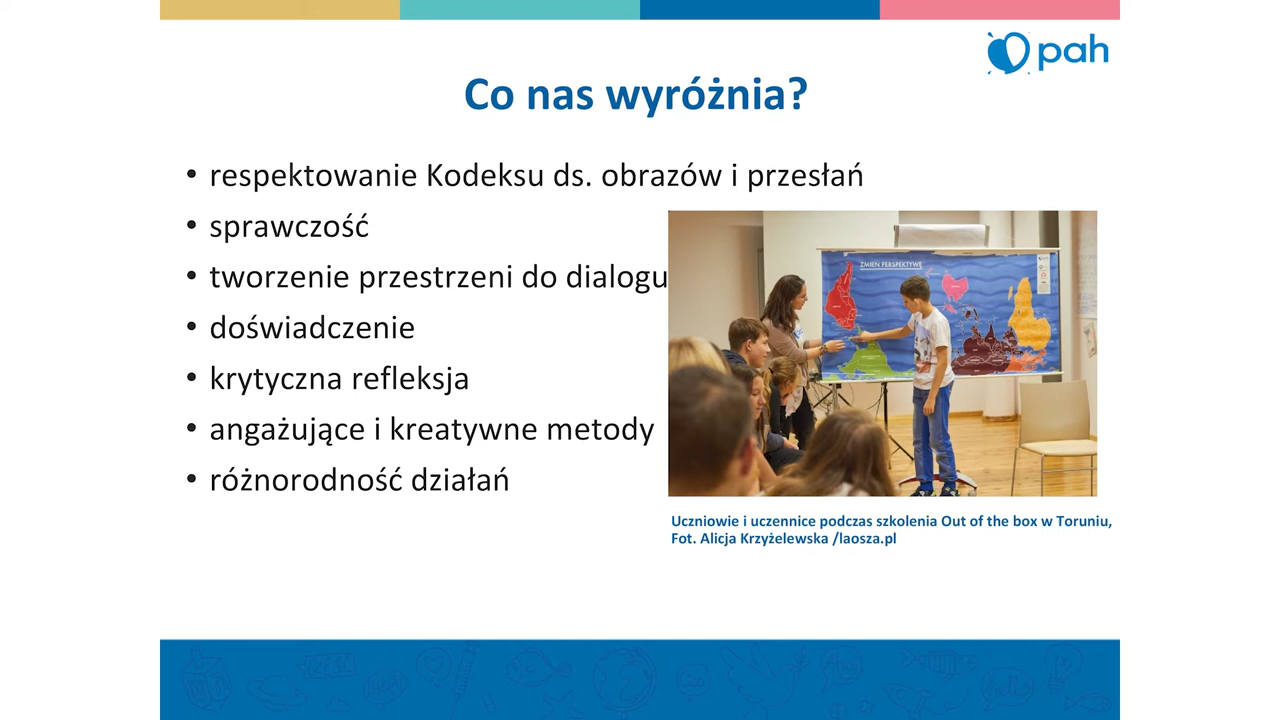 pah
Co nas wyróżnia?
• respektowanie Kodeksu ds. obrazów i przesłań
• sprawczość
• tworzenie przestrzeni do dialogu
• doświadczenie
• krytyczna refleksja
• angażujące i kreatywne metody
• różnorodność działań
ZMIEŃ PERSPEKTYWĘ
Uczniowie i uczennice podczas szkolenia Out of the box w Toruniu,
Fot. Alicja Krzyżelewska /laosza.pl